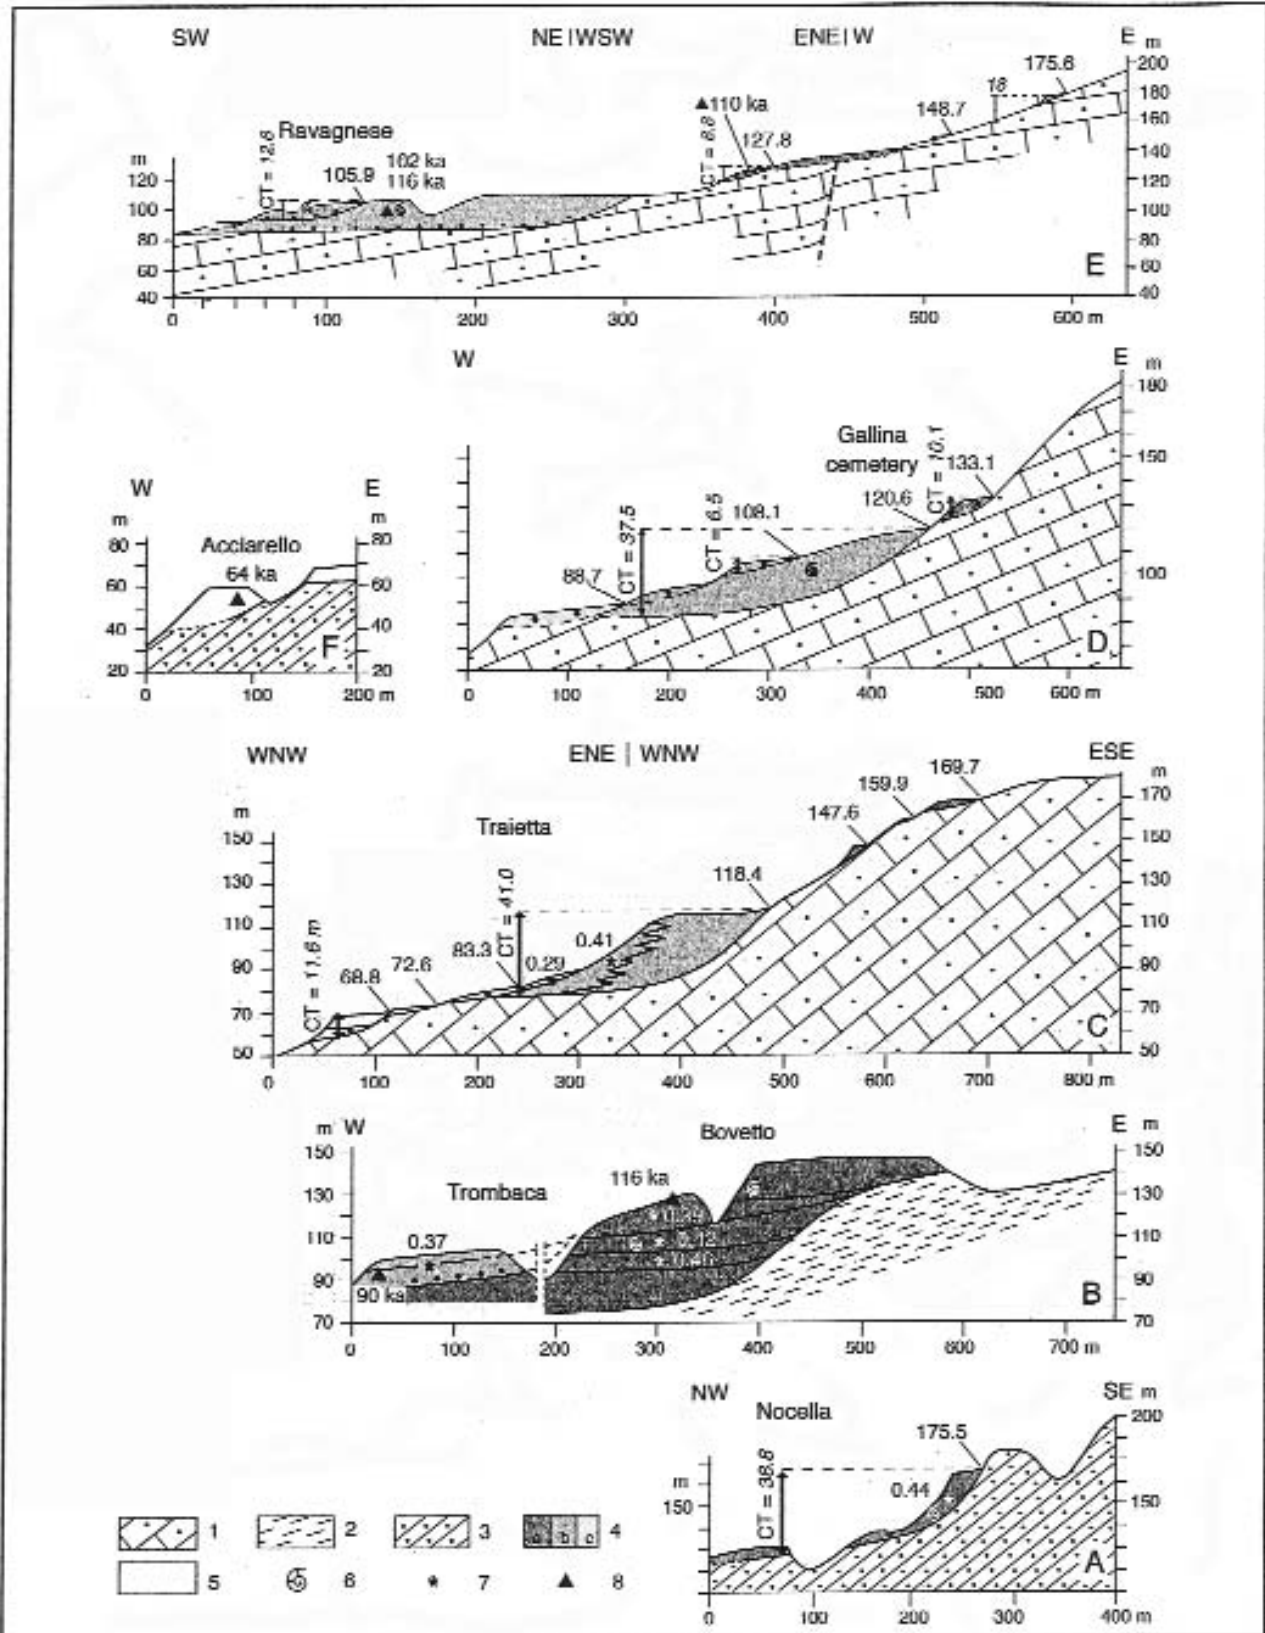 SW NE | WSW ENE | W E m
200
175.6
18
180
▲110 ka
148.7
160
Ravagnese
CT = 8.8
127.8
m
CT = 12.8
102 ka
140
120
105.9
116 ka
120
100
100
80
80
60
60
40
E
40
0 100 200 300 400 500 600 m
W E m
180
Gallina
cemetery
CT = 10.1
133.1
150
W E
m m
80 80
Acciarello
64 ka
60 60
40 40
20 F 20
0 100 200 m
CT = 37.5
CT = 6.5
108.1
120.6
88.7
100
D
0 100 200 300 400 500 600 m
WNW ENE | WNW ESE
m
169.7
170
159.9
m
147.6
150
Traietta
150
130
118.4
130
CT = 41.0
110
110
CT = 11.6 m
83.3
0.41
90
72.6
0.29
90
68.8
70
70
50
C
50
0 100 200 300 400 500 600 700 800 m
m W Bovetto E m
150 150
116 ka
130
Trombaca
130
110
0.37
110
90
90 ka
90
70
B
70
0 100 200 300 400 500 600 700 m
NW SE m
Nocella
200
175.5
CT = 36.8
m
0.44
150 150
A
0 100 200 300 400 m
1 2 3 a b c 4
5 6 7 8